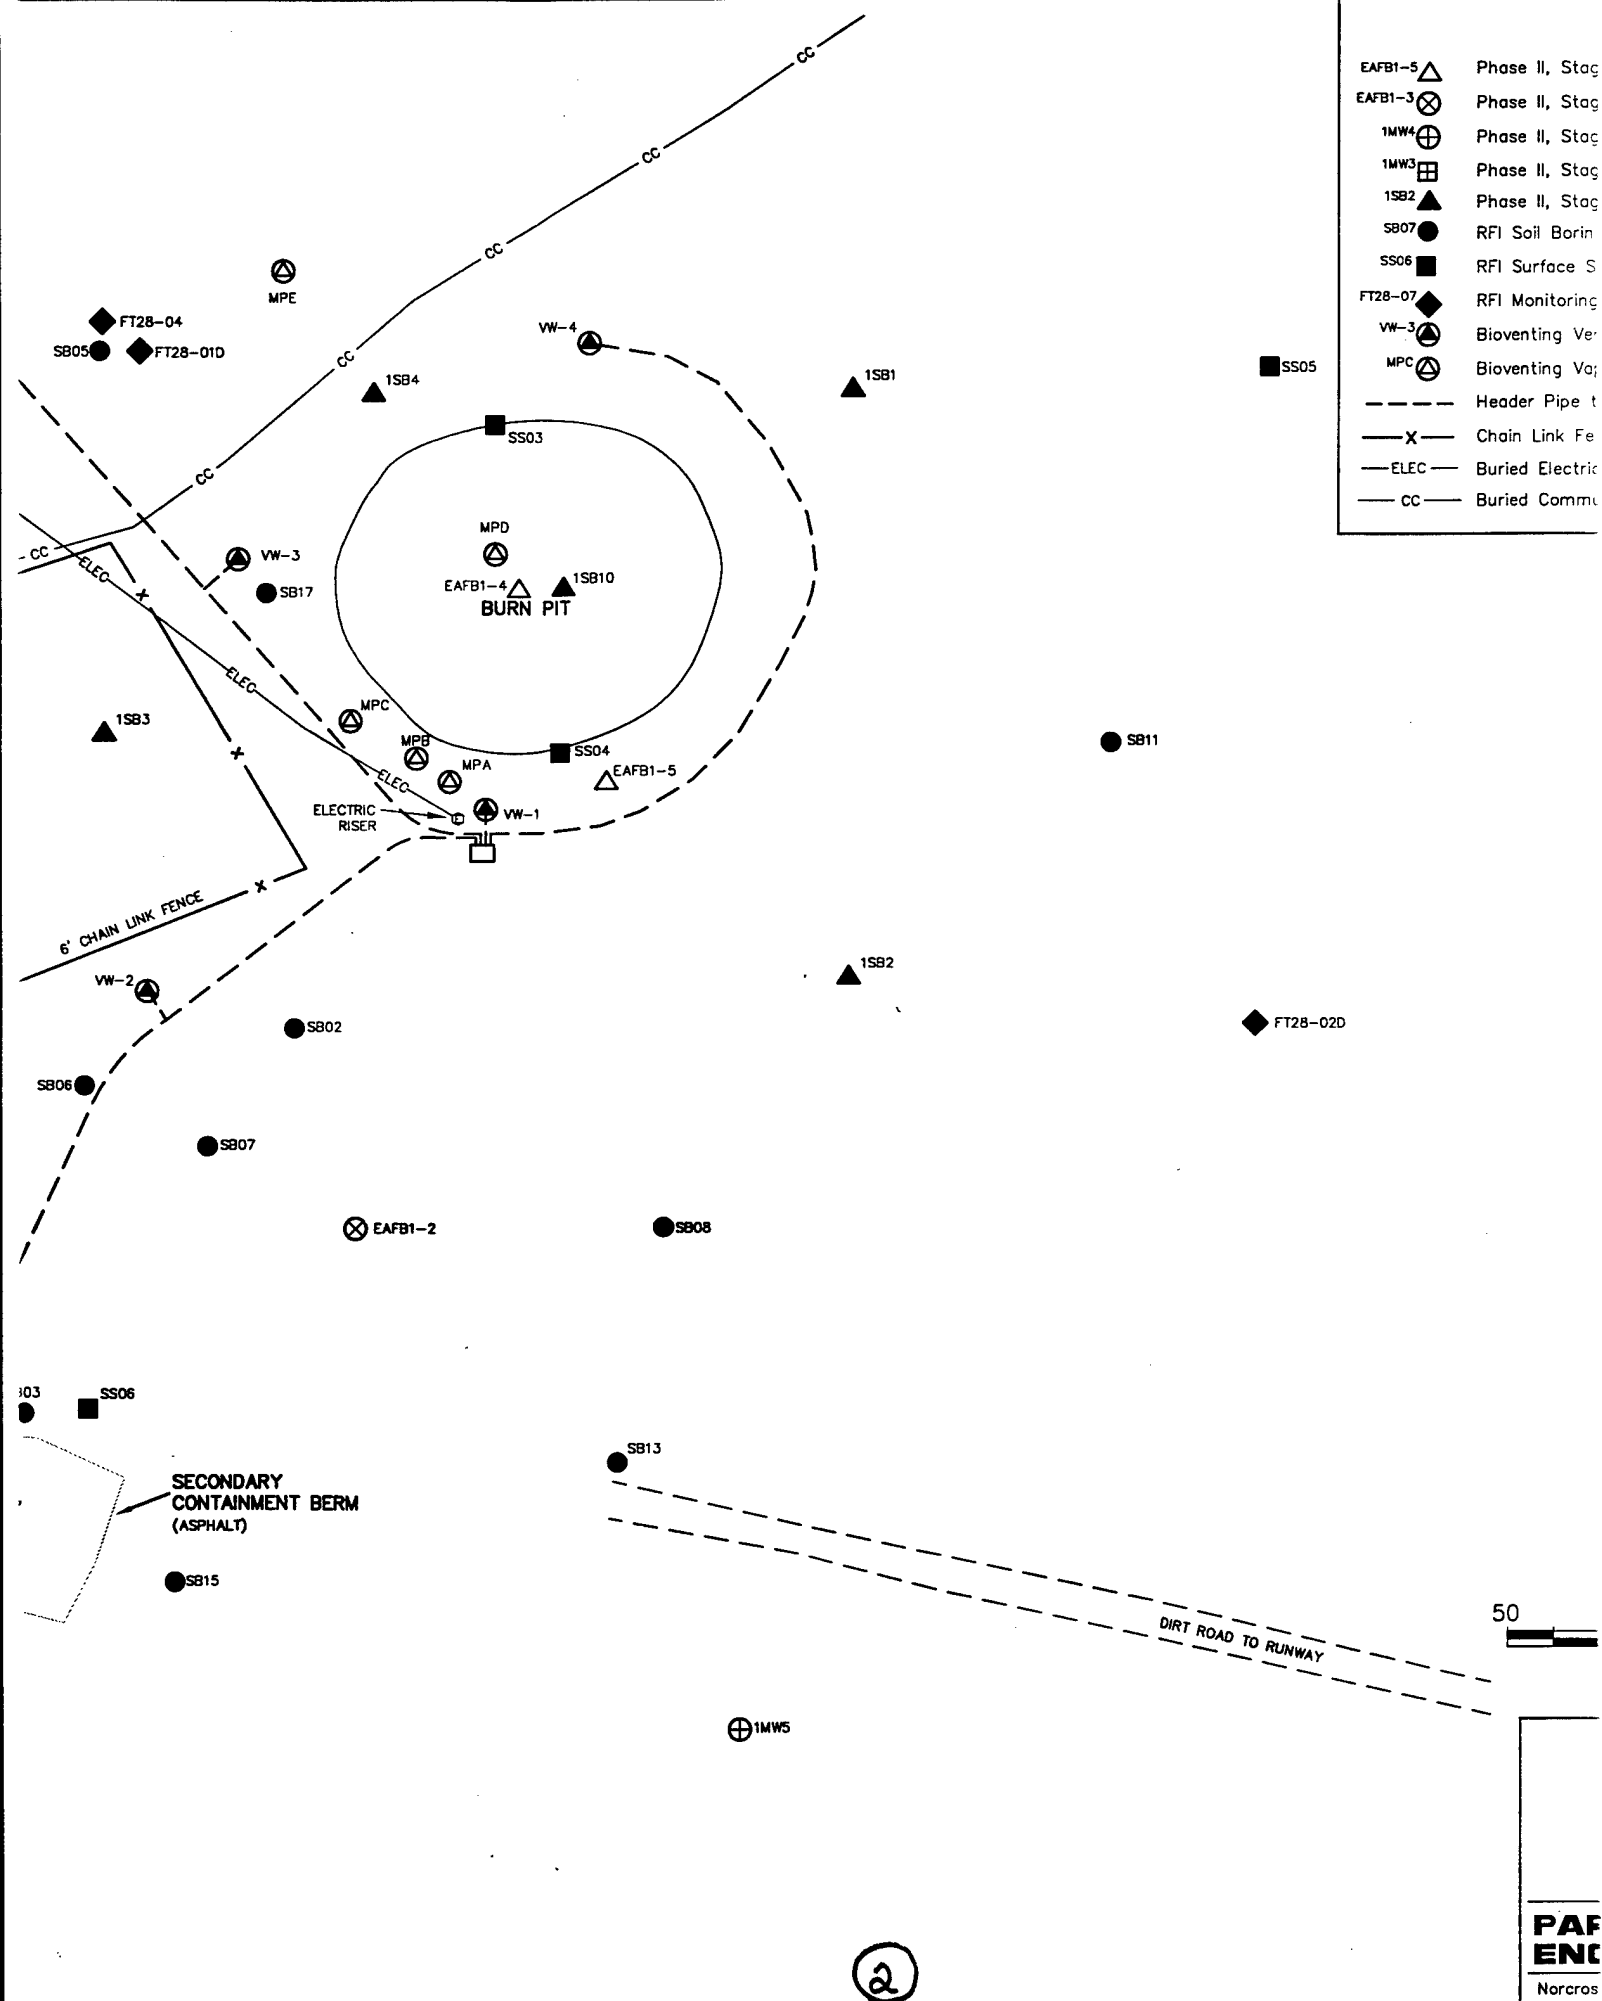 EAFB1-5 Phase II, Stag
EAFB1-3 Phase II, Stag
1MW4 Phase II, Stag
1MW3 Phase II, Stag
1SB2 Phase II, Stag
SB07 RFI Soil Borin
SS06 RFI Surface S
FT28-07 RFI Monitoring
VW-3 Bioventing Ve
MPC Bioventing Va
Header Pipe t
X Chain Link Fe
ELEC Buried Electric
CC Buried Commu
CC
CC
CC
MPE
FT28-04
SB05
FT28-01D
CC
VW-4
1SB4
1SB1
SS05
SS03
CC
MPD
CC
ELEC
VW-3
X
SB17
EAFB1-4
1SB10
BURN PIT
ELEC
MPC
1SB3
X
MPB
SS04
SB11
MPA
ELEC
EAFB1-5
ELECTRIC
RISER
E
VW-1
X
6' CHAIN LINK FENCE
VW-2
1SB2
SB02
FT28-02D
SB06
SB07
EAFB1-2
SB08
03
SS06
SB13
SECONDARY
CONTAINMENT BERM
(ASPHALT)
SB15
DIRT ROAD TO RUNWAY
50
1MW5
PAR
ENG
Norcros
2